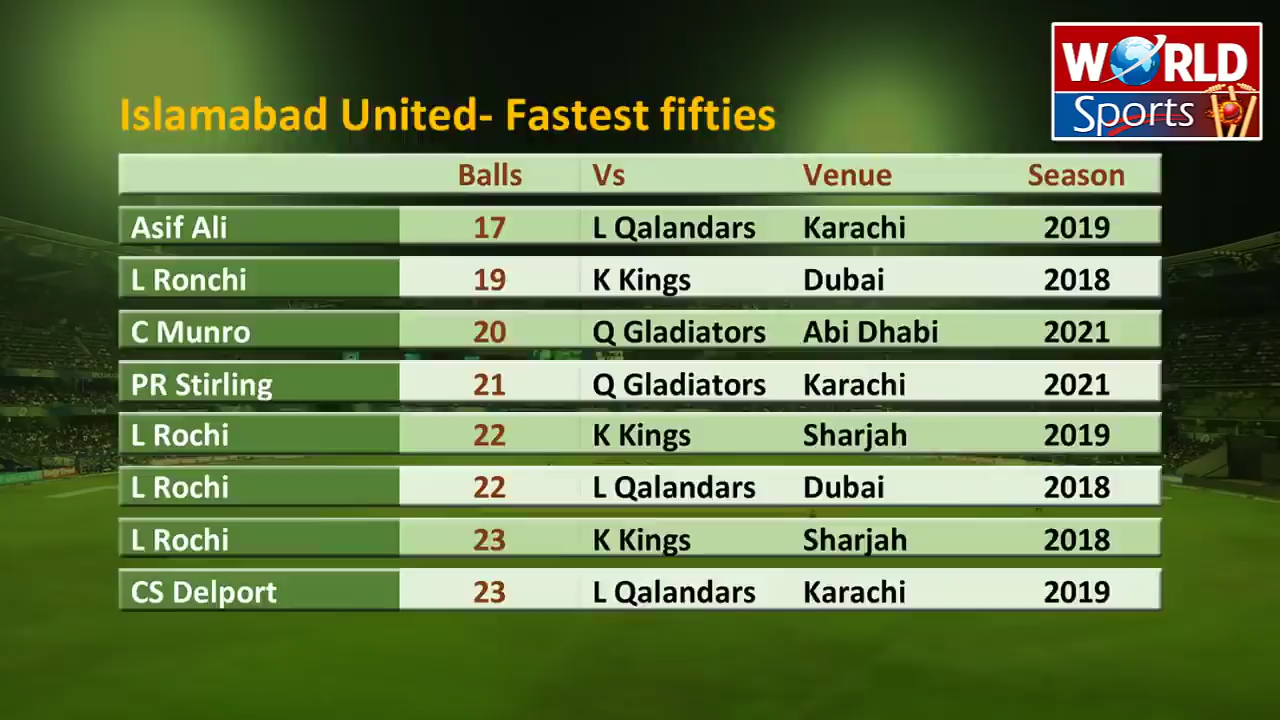 WORLD
Sports
Islamabad United- Fastest fifties
Balls Vs Venue Season
Asif Ali 17 L Qalandars Karachi 2019
L Ronchi 19 K Kings Dubai 2018
C Munro 20 Q Gladiators Abi Dhabi 2021
PR Stirling 21 Q Gladiators Karachi 2021
L Rochi 22 K Kings Sharjah 2019
L Rochi 22 L Qalandars Dubai 2018
L Rochi 23 K Kings Sharjah 2018
CS Delport 23 L Qalandars Karachi 2019